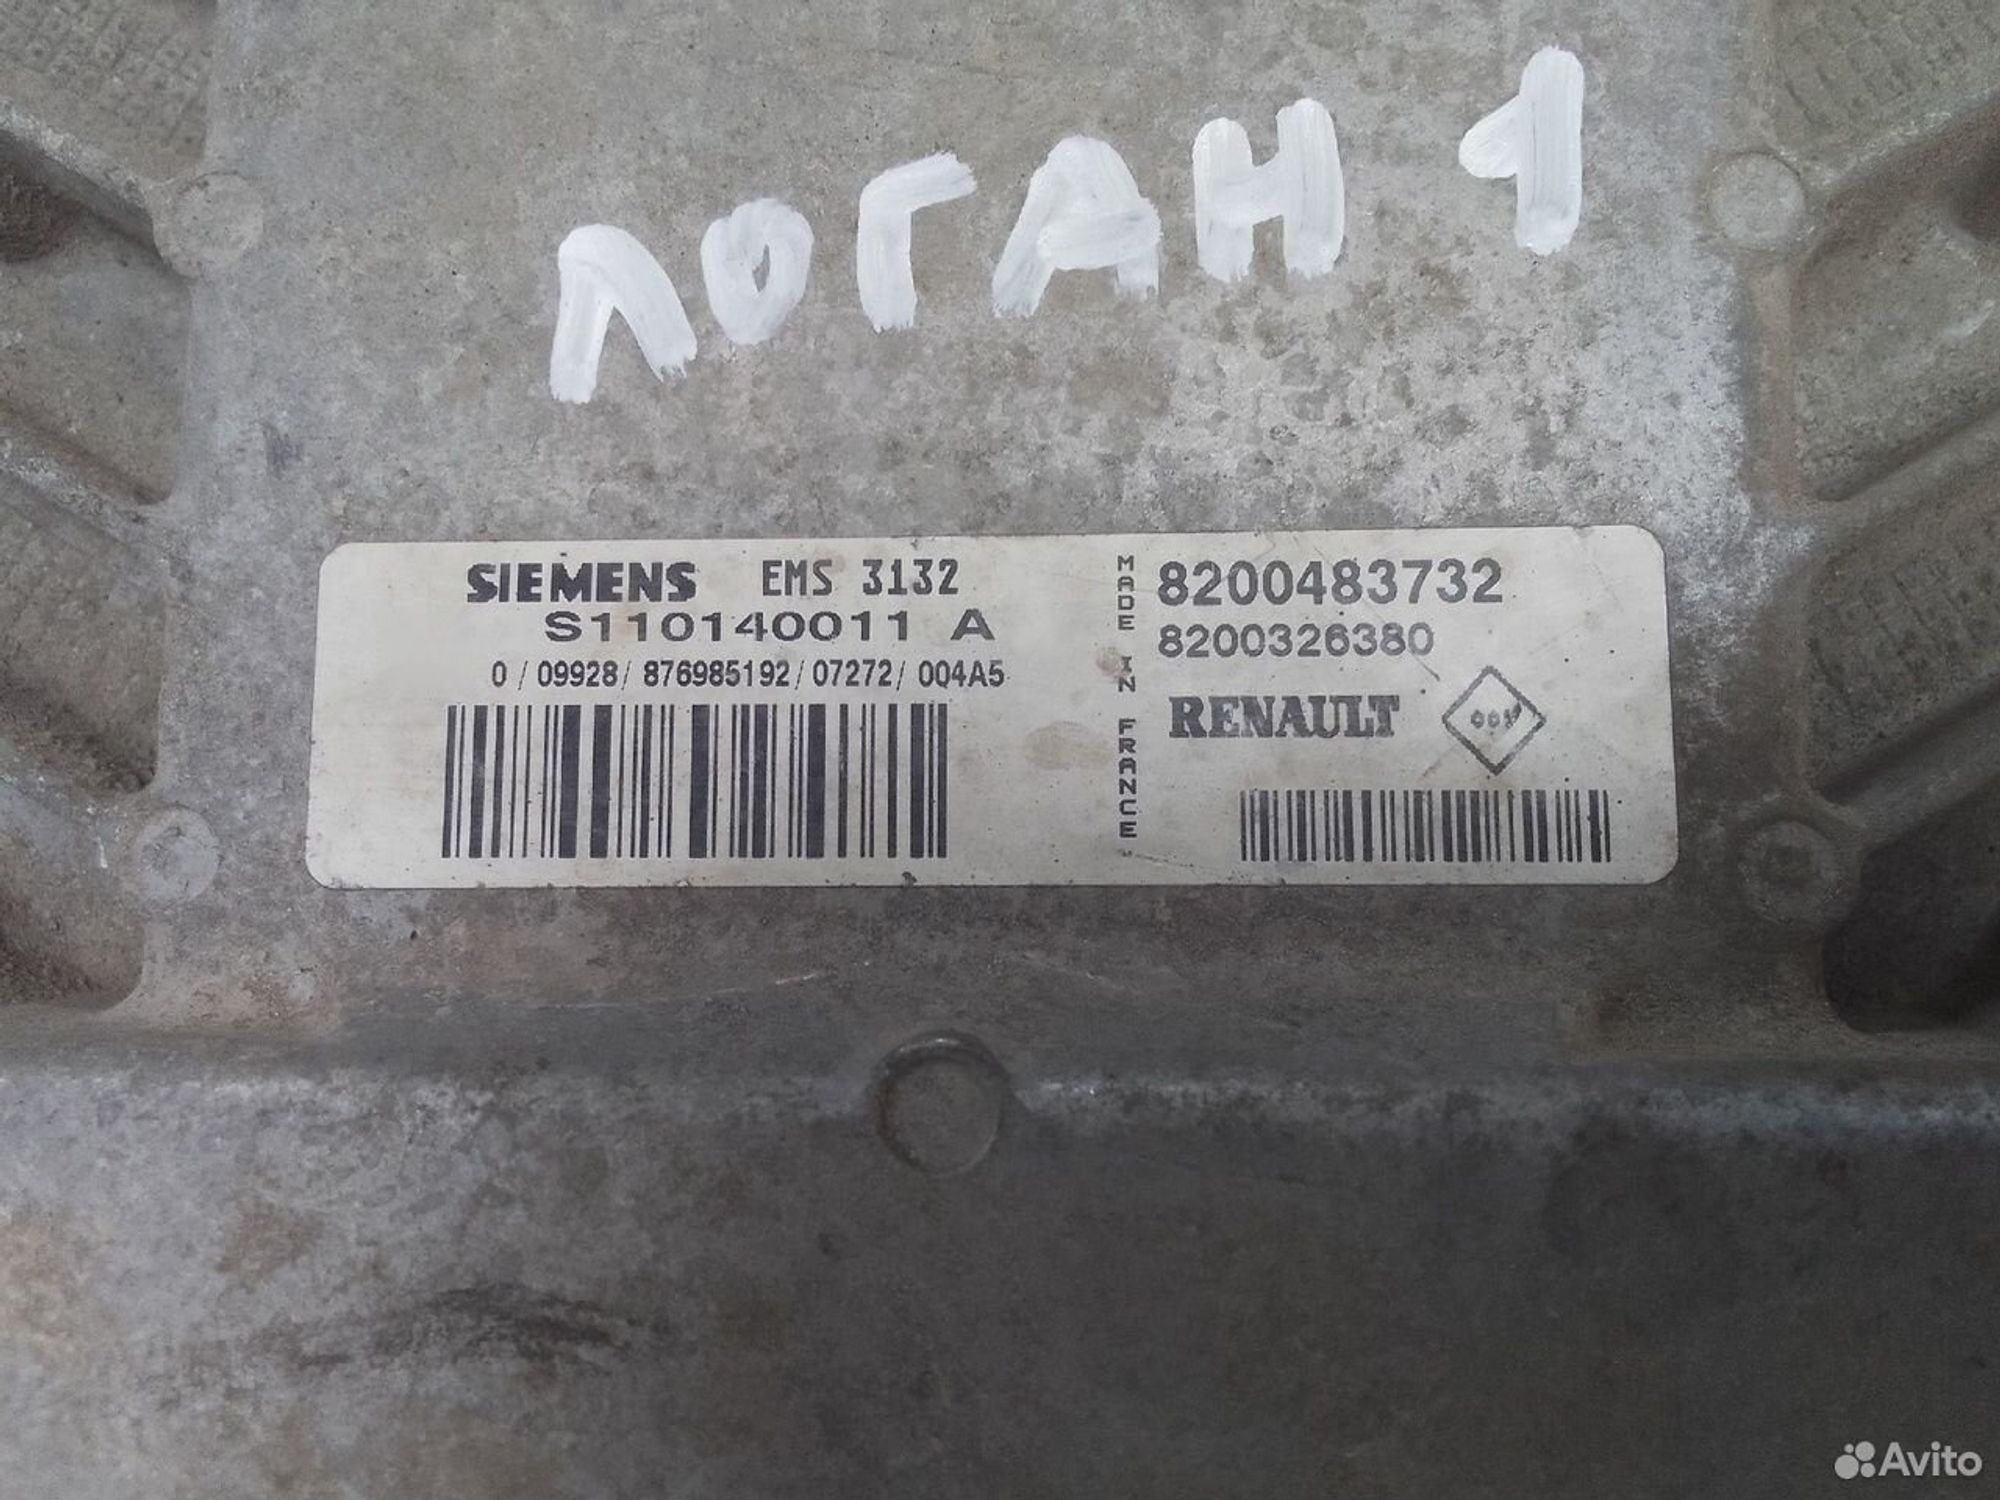 ЛОГАН 1
SIEMENS EMS 3132
S110140011 A
0 / 09928 / 876985192 / 07272 / 004A5
MADE IN FRANCE
8200483732
8200326380
RENAULT
Avito